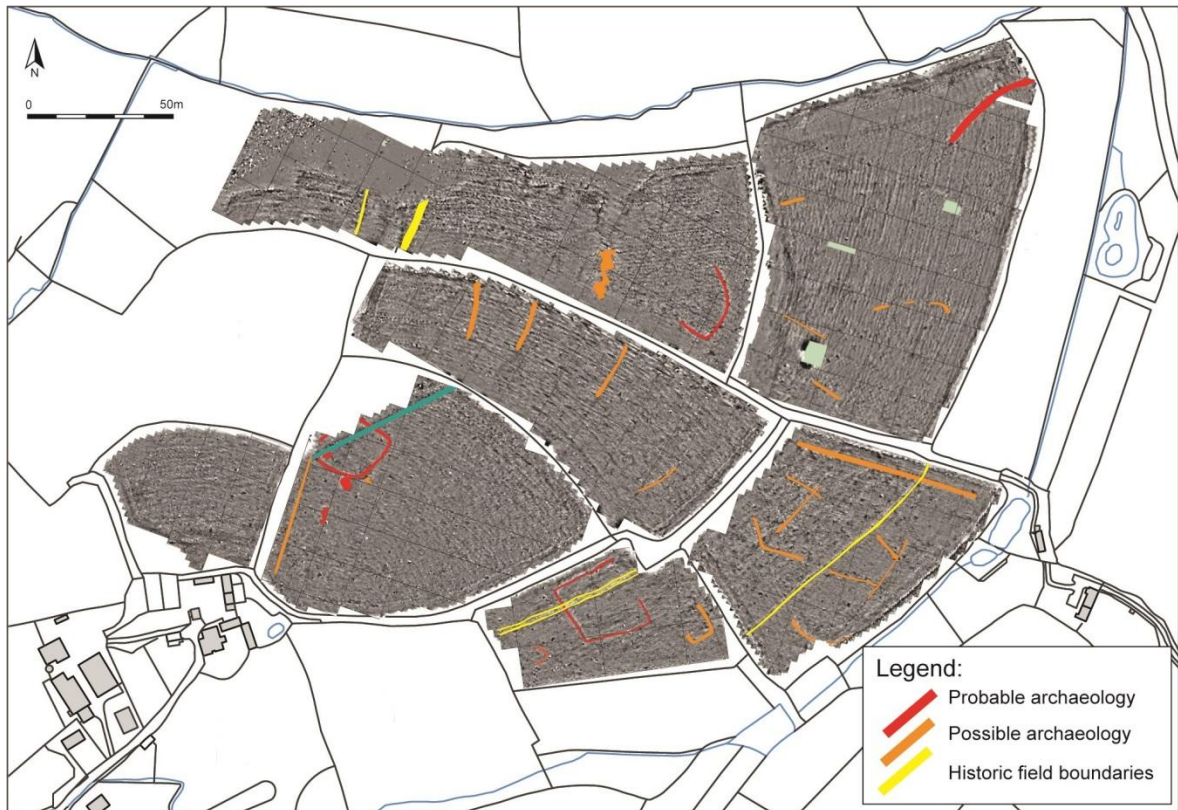 N
0 50m
Legend:
Probable archaeology
Possible archaeology
Historic field boundaries